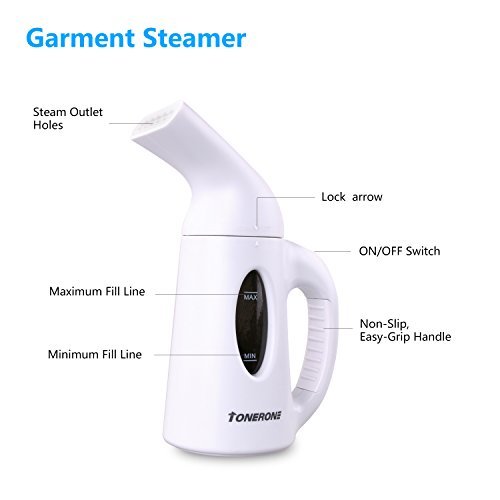 Garment Steamer
Steam Outlet
Holes
Lock arrow
ON/OFF Switch
Maximum Fill Line
MAX
Non-Slip,
Easy-Grip Handle
Minimum Fill Line
MIN
TONERONE